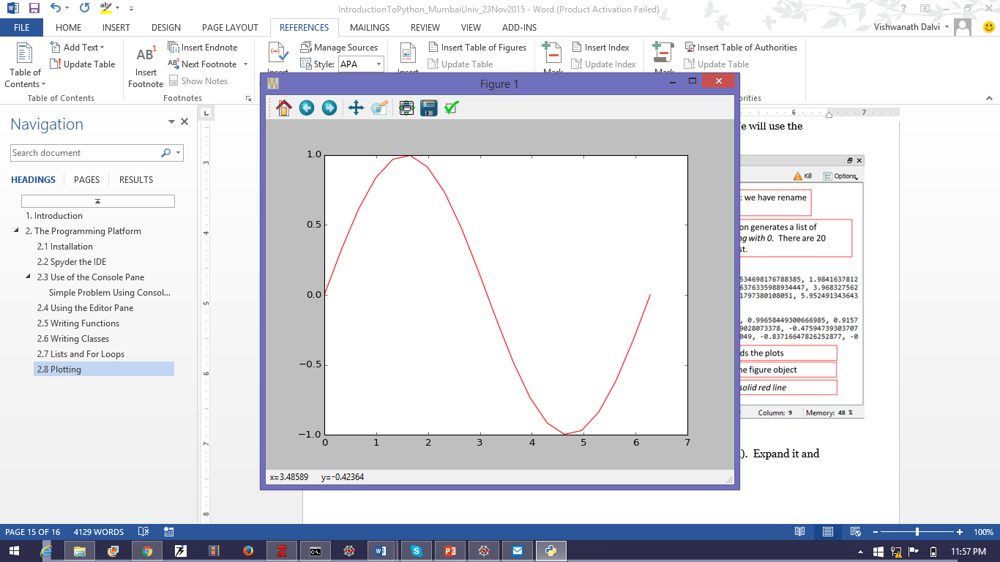 IntroductionToPython_MumbaiUniv_23Nov2015 - Word (Product Activation Failed)
FILE HOME INSERT DESIGN PAGE LAYOUT REFERENCES MAILINGS REVIEW VIEW ADD-INS Vishwanath Dalvi
Table of Contents
Add Text
Update Table
Table of Contents
AB1
Insert Footnote
Insert Endnote
Next Footnote
Show Notes
Footnotes
Insert
Manage Sources
Style: APA
Insert
Insert Table of Figures
Update Table
Mark
Insert Index
Update Index
Mark
Insert Table of Authorities
Update Table
orities
Navigation
Search document
HEADINGS PAGES RESULTS
1. Introduction
2. The Programming Platform
2.1 Installation
2.2 Spyder the IDE
2.3 Use of the Console Pane
Simple Problem Using Consol...
2.4 Using the Editor Pane
2.5 Writing Functions
2.6 Writing Classes
2.7 Lists and For Loops
2.8 Plotting
L
3
4
5
6
7
8
6 7
Figure 1
1.0
0.5
0.0
−0.5
−1.0
0 1 2 3 4 5 6 7
x=3.48589 y=-0.42364
e will use the
Kill Options
: we have rename
on generates a list of
ng with 0. There are 20
st.
534698176788385, 1.9841637812
6376335988934447, 3.968327562
1797380108051, 5.952491343643
, 0.99658449300666985, 0.9157
9028073378, -0.47594739303707
049, -0.83716647826252877, -0
ds the plots
he figure object
solid red line
Column: 9 Memory: 48 %
). Expand it and
PAGE 15 OF 16 4129 WORDS 100%
11:57 PM